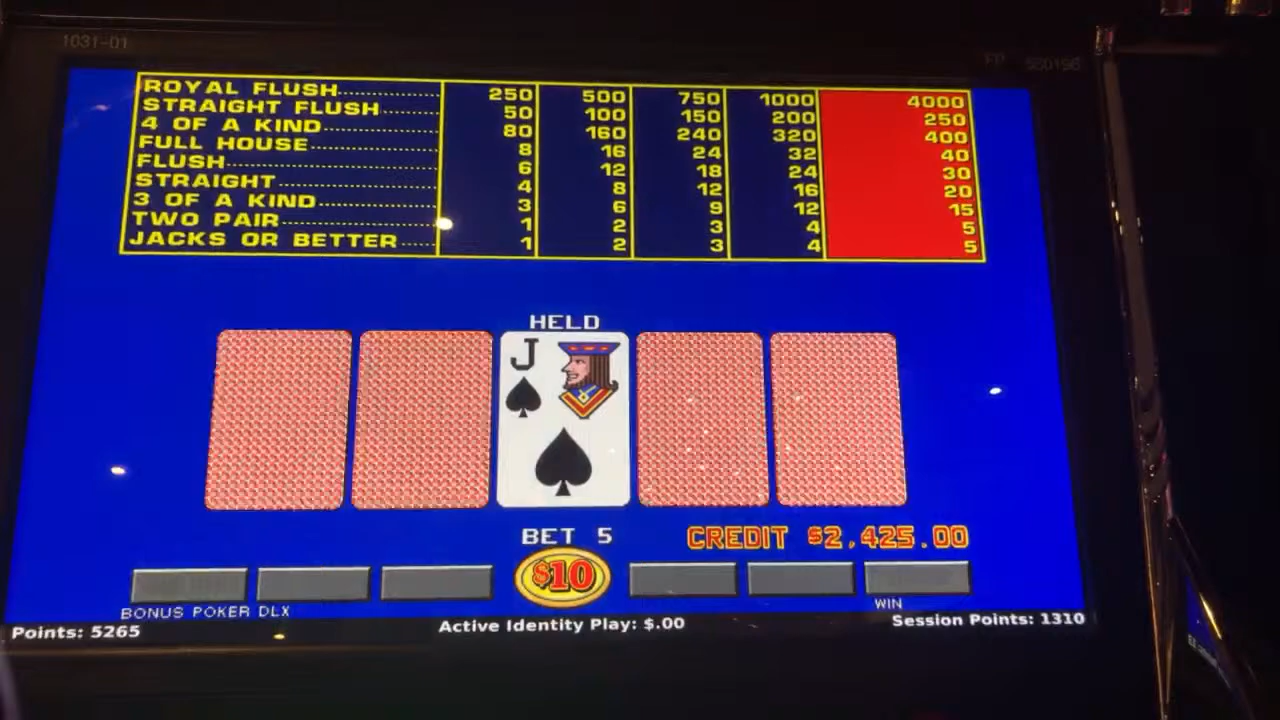 1031-01
ROYAL FLUSH 250 500 750 1000 4000
STRAIGHT FLUSH 50 100 150 200 250
4 OF A KIND 80 160 240 320 400
FULL HOUSE 8 16 24 32 40
FLUSH 6 12 18 24 30
STRAIGHT 4 8 12 16 20
3 OF A KIND 3 6 9 12 15
TWO PAIR 1 2 3 4 5
JACKS OR BETTER 1 2 3 4 5
HELD
J
BET 5 CREDIT $2,425.00
$10
BONUS POKER DLX WIN
Points: 5265 Active Identity Play: $.00 Session Points: 1310